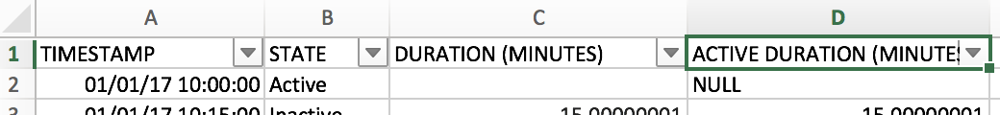 A B C D
1 TIMESTAMP STATE DURATION (MINUTES) ACTIVE DURATION (MINUTES
2 01/01/17 10:00:00 Active NULL
3 01/01/17 10:15:00 Inactive 15.00000001 15.00000001